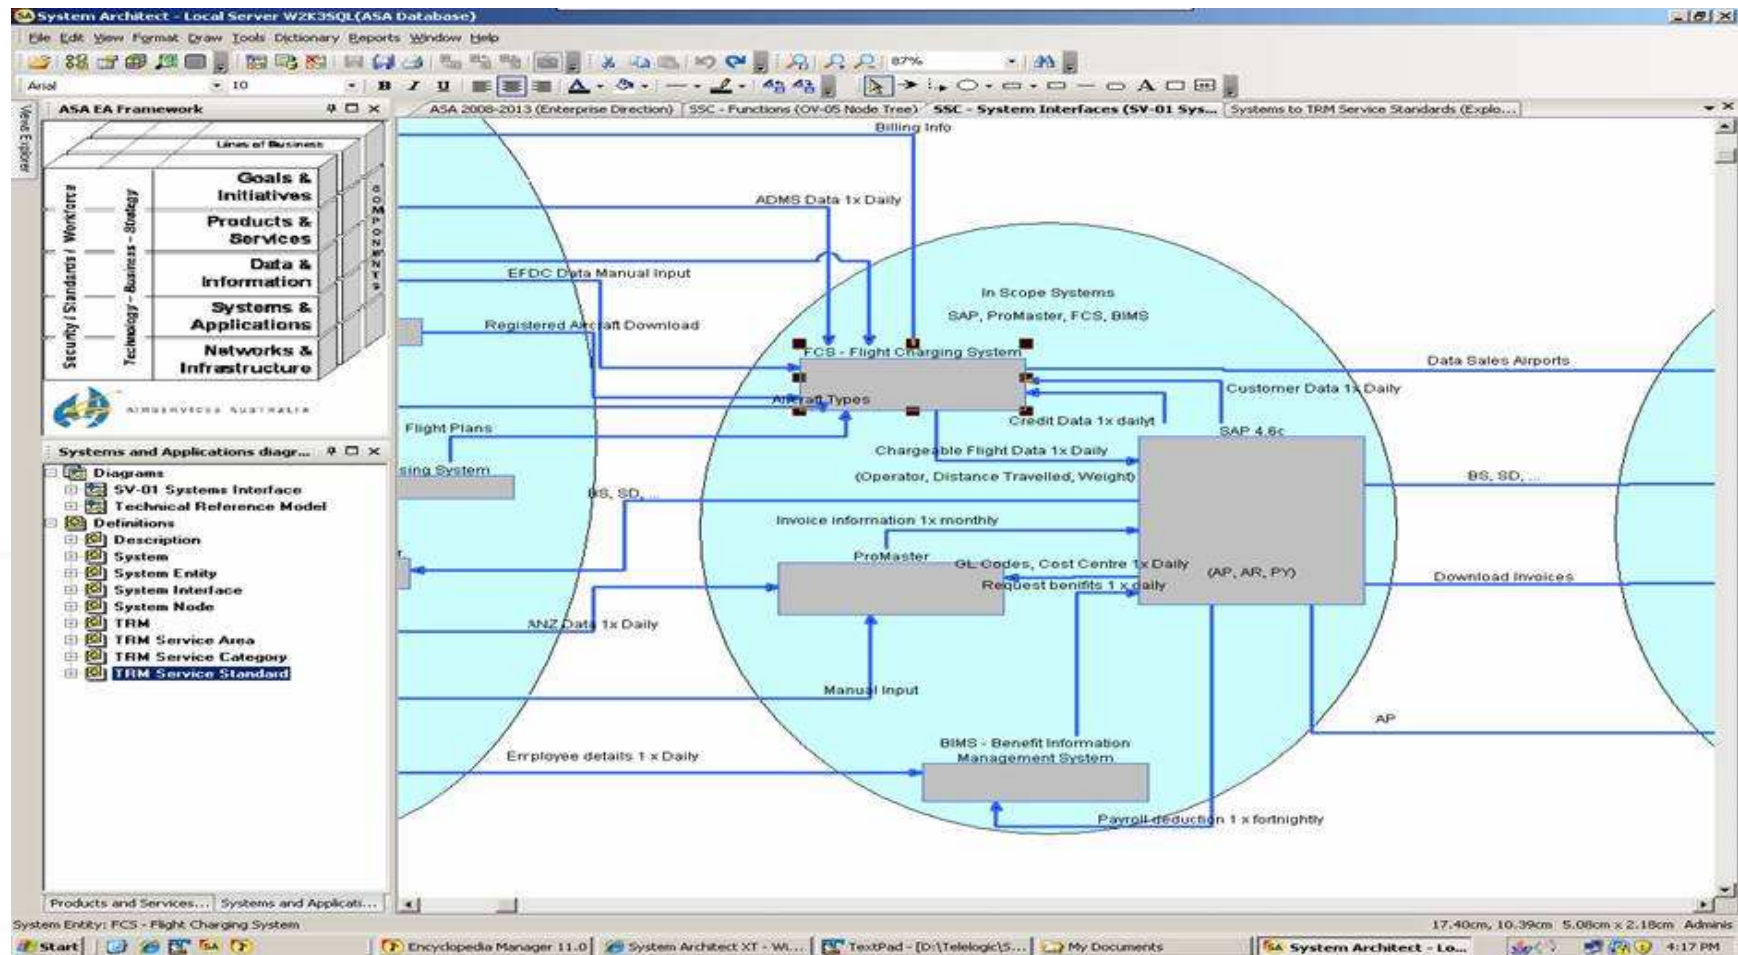 System Architect - Local Server W2K3SQL(ASA Database)
File Edit View Format Draw Tools Dictionary Reports Window Help
87%
Arial 10 B I U
Views Explorer
ASA EA Framework
ASA 2008-2013 (Enterprise Direction) SSC - Functions (OV-05 Node Tree) SSC - System Interfaces (SV-01 Sys... Systems to TRM Service Standards (Explo...
Lines of Business
Goals &
Initiatives
Products &
Services
Data &
Information
Systems &
Applications
Networks &
Infrastructure
COMPONENTS
Security / Standards / Workforce
Technology - Business - Strategy
AIRSERVICES AUSTRALIA
Systems and Applications diagr...
Diagrams
SV-01 Systems Interface
Technical Reference Model
Definitions
Description
System
System Entity
System Interface
System Node
TRM
TRM Service Area
TRM Service Category
TRM Service Standard
Products and Services... Systems and Applicati...
Billing Info
ADMS Data 1x Daily
EFDC Data Manual Input
In Scope Systems
SAP, ProMaster, FCS, BIMS
Registered Aircraft Download
FCS - Flight Charging System
Data Sales Airports
Customer Data 1x Daily
Aircraft Types
Credit Data 1x dailyt
Flight Plans
SAP 4.6c
Chargeable Flight Data 1x Daily
(Operator, Distance Travelled, Weight)
sing System
BS, SD, ...
BS, SD, ...
Invoice information 1x monthly
r
ProMaster
GL Codes, Cost Centre 1x Daily
Request benifits 1 x daily
(AP, AR, PY)
Download Invoices
ANZ Data 1x Daily
Manual Input
AP
BIMS - Benefit Information
Management System
Employee details 1 x Daily
Payroll deduction 1 x fortnightly
System Entity: FCS - Flight Charging System
17.40cm, 10.39cm 5.08cm x 2.18cm Adminis
Start Encyclopedia Manager 11.0 System Architect XT - Wi... TextPad - [D:\Telelogic\S... My Documents System Architect - Lo... 4:17 PM